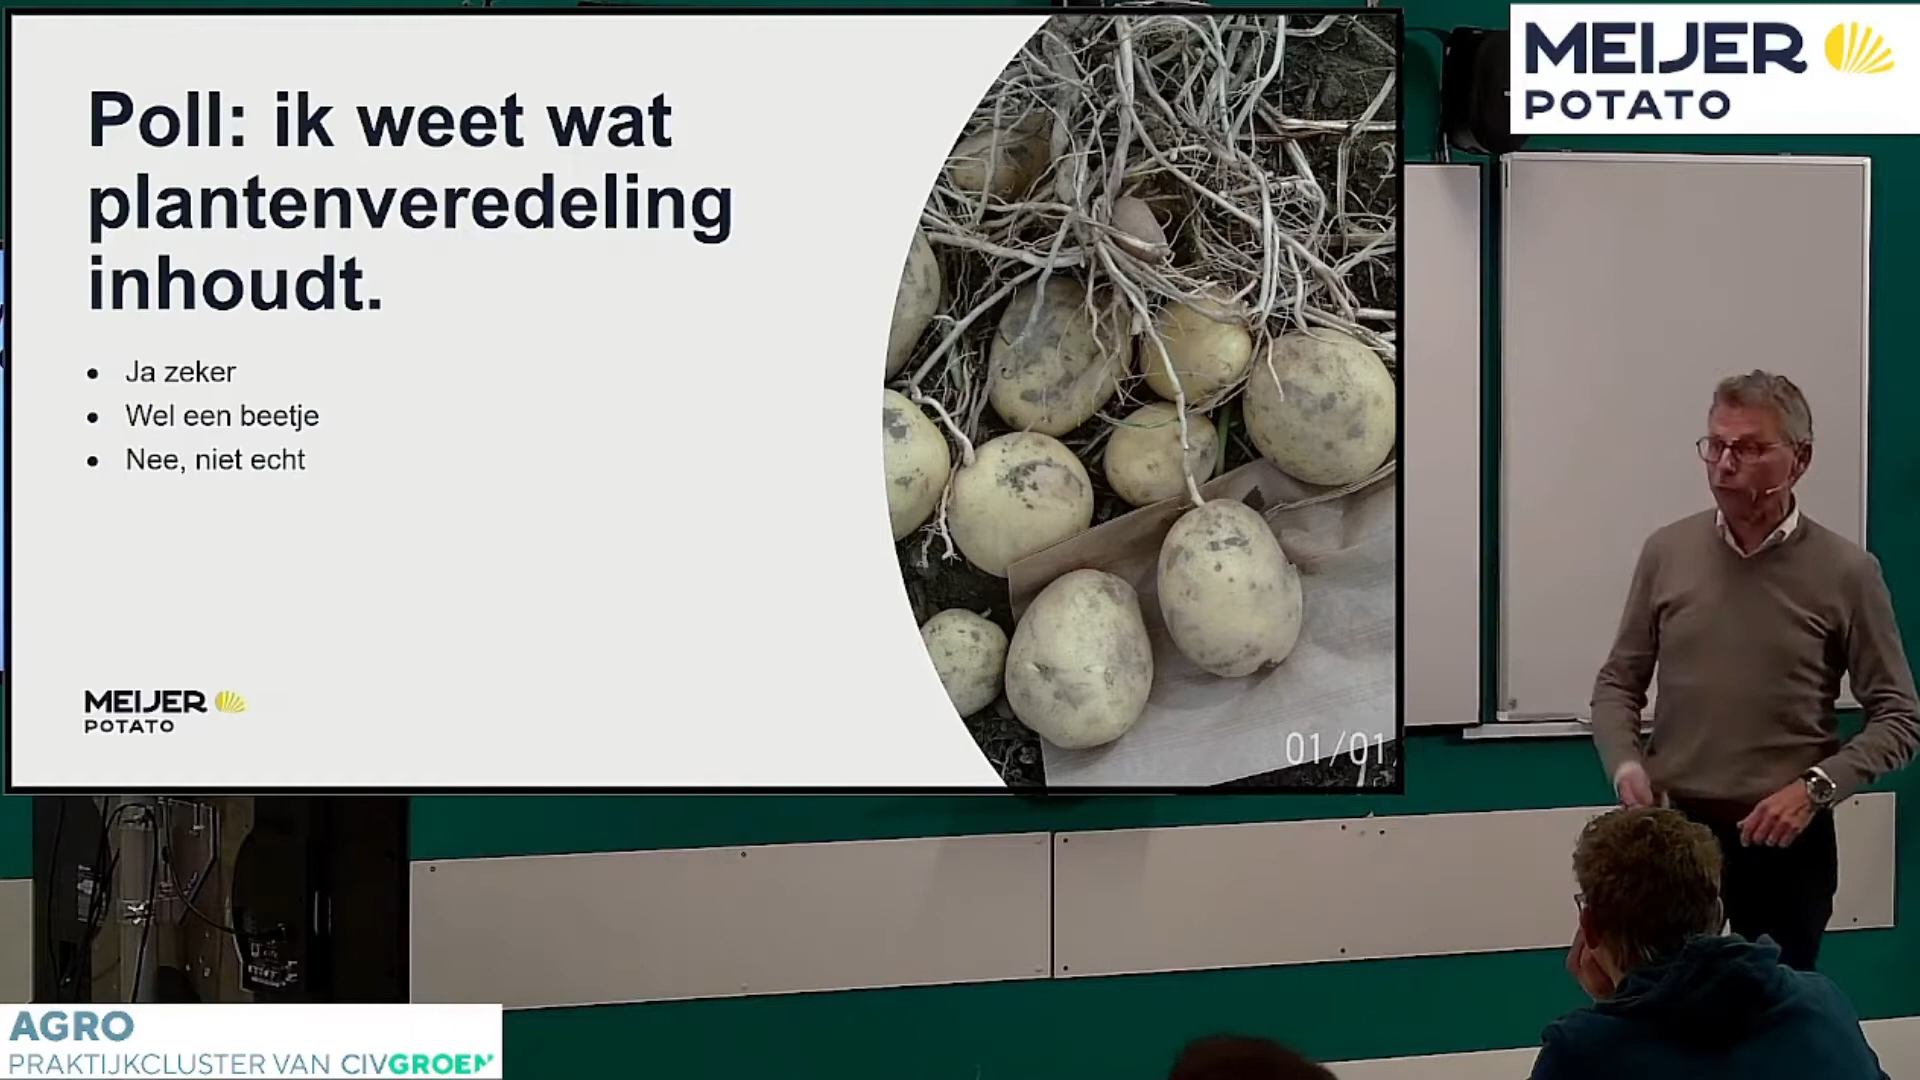 Poll: ik weet wat
plantenveredeling
inhoudt.
• Ja zeker
• Wel een beetje
• Nee, niet echt
MEIJER
POTATO
01/01
MEIJER
POTATO
AGRO
PRAKTIJKCLUSTER VAN CIVGROEN